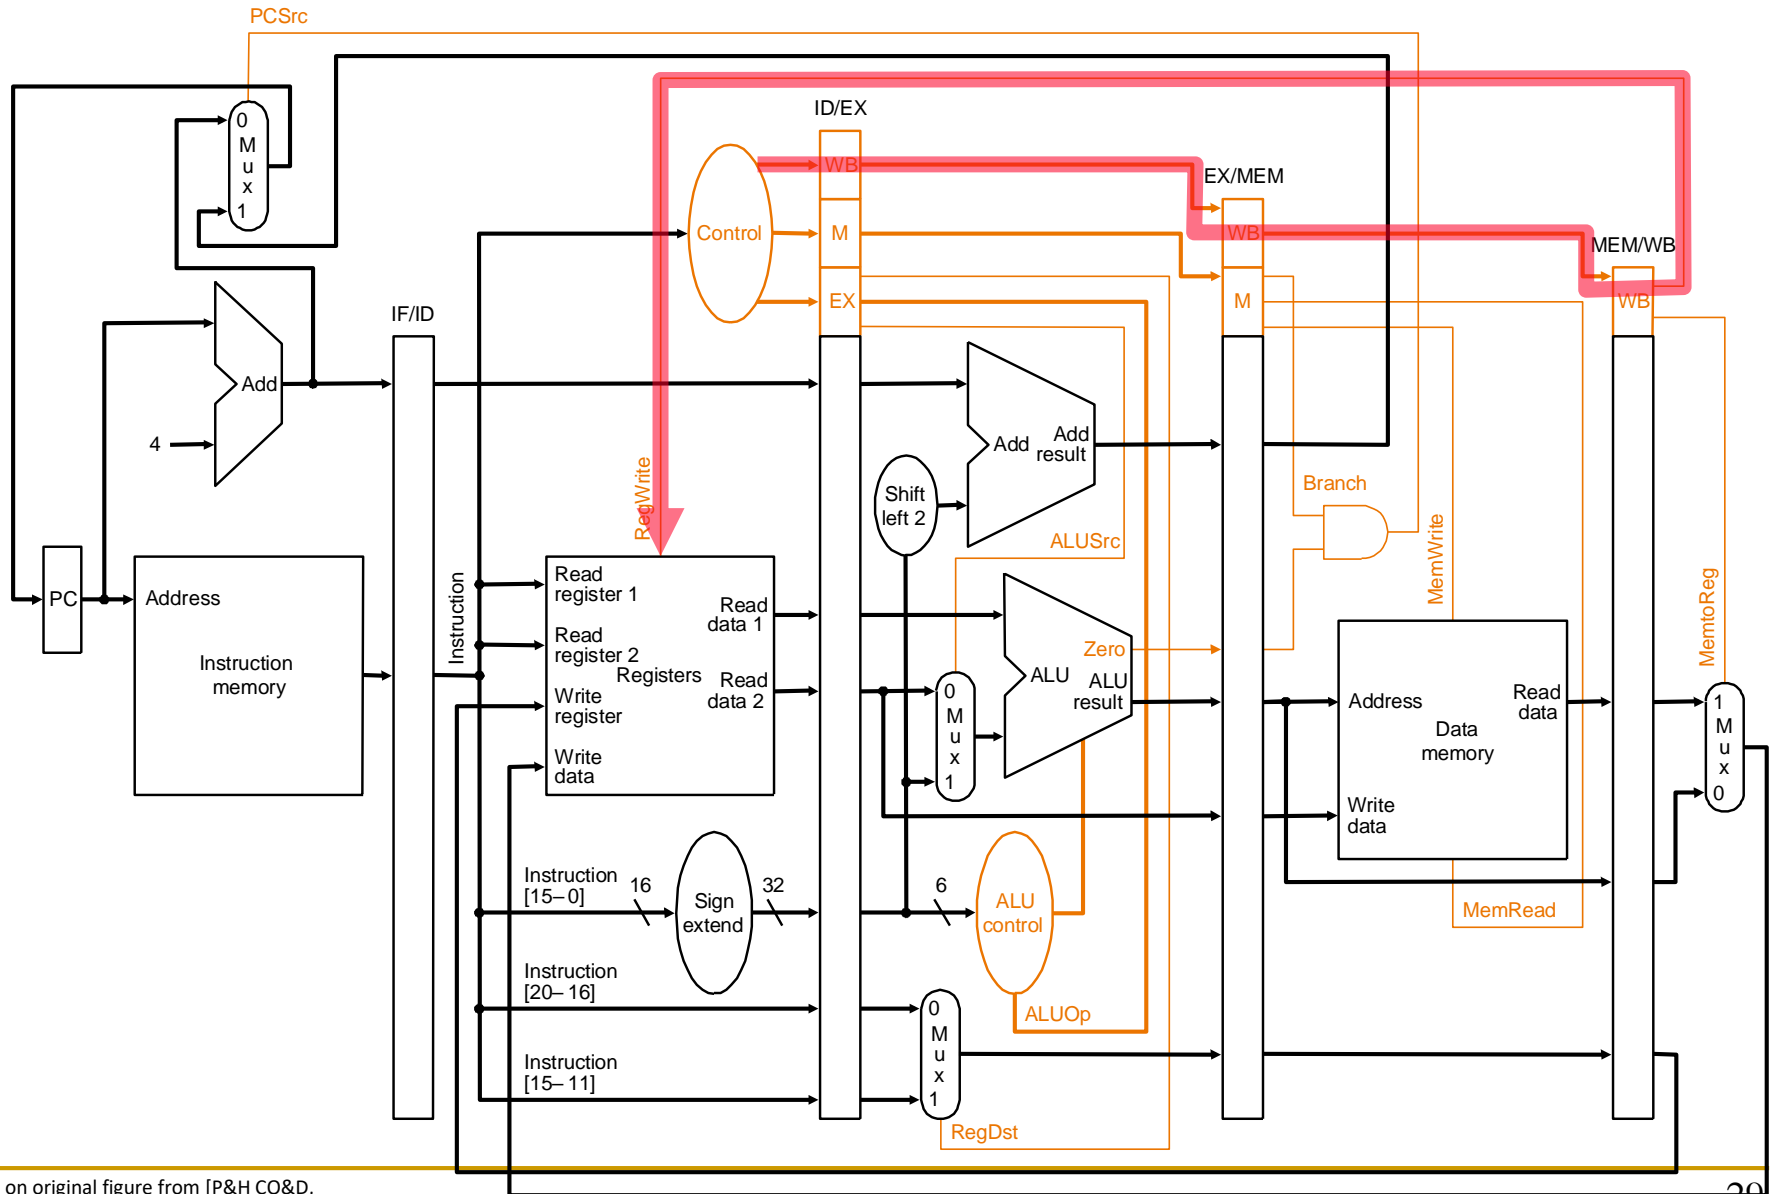 PCSrc
ID/EX
0
M
u
x
1
WB
EX/MEM
Control
M
WB
MEM/WB
EX
M
WB
IF/ID
Add
4
Add
Add
result
RegWrite
Shift
left 2
Branch
ALUSrc
MemWrite
MemtoReg
Instruction
PC
Address
Instruction
memory
Read
register 1
Read
register 2
Registers
Write
register
Write
data
Read
data 1
Read
data 2
0
M
u
x
1
Zero
ALU
ALU
result
Address
Read
data
Data
memory
Write
data
1
M
u
x
0
Instruction
[15–0]
16
Sign
extend
32
6
ALU
control
MemRead
Instruction
[20–16]
0
M
u
x
1
ALUOp
Instruction
[15–11]
RegDst
on original figure from [P&H CO&D,
29